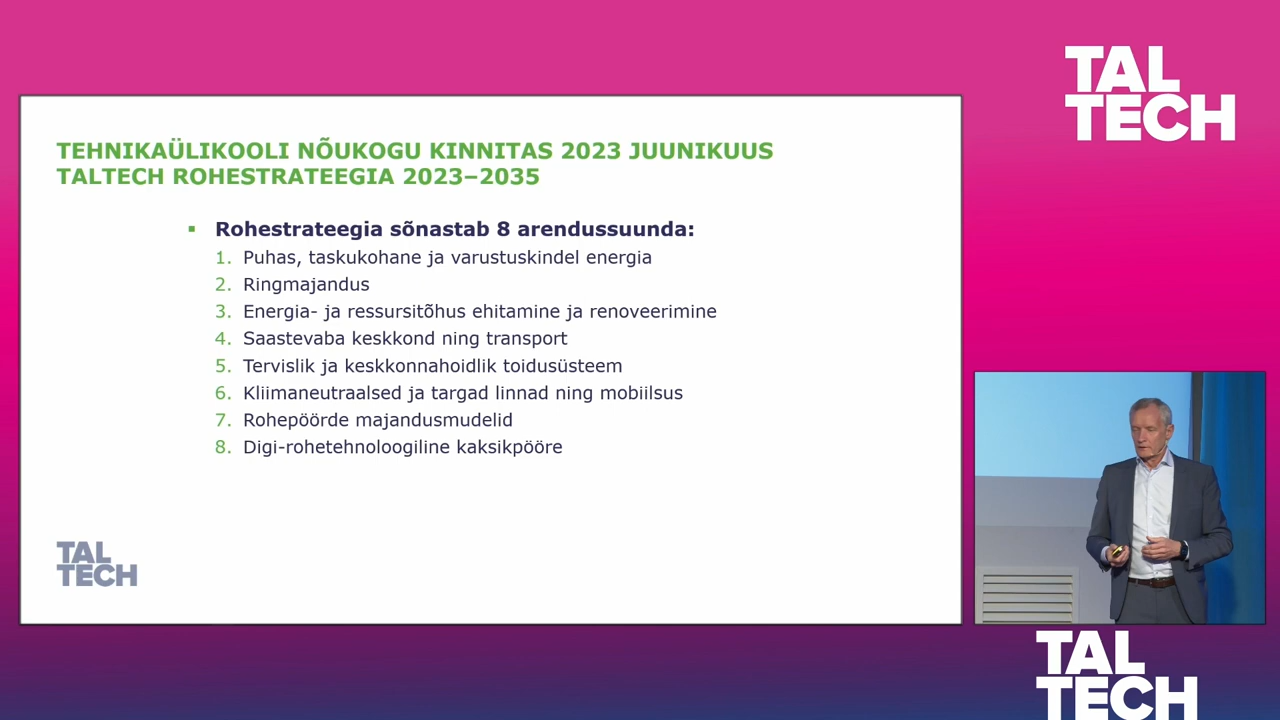 TAL
TECH
TEHNIKAÜLIKOOLI NÕUKOGU KINNITAS 2023 JUUNIKUUS
TALTECH ROHESTRATEEGIA 2023–2035
▪ Rohestrateegia sõnastab 8 arendussuunda:
1. Puhas, taskukohane ja varustuskindel energia
2. Ringmajandus
3. Energia- ja ressursitõhus ehitamine ja renoveerimine
4. Saastevaba keskkond ning transport
5. Tervislik ja keskkonnahoidlik toidusüsteem
6. Kliimaneutraalsed ja targad linnad ning mobiilsus
7. Rohepöörde majandusmudelid
8. Digi-rohetehnoloogiline kaksikpööre
TAL
TECH
TAL
TECH